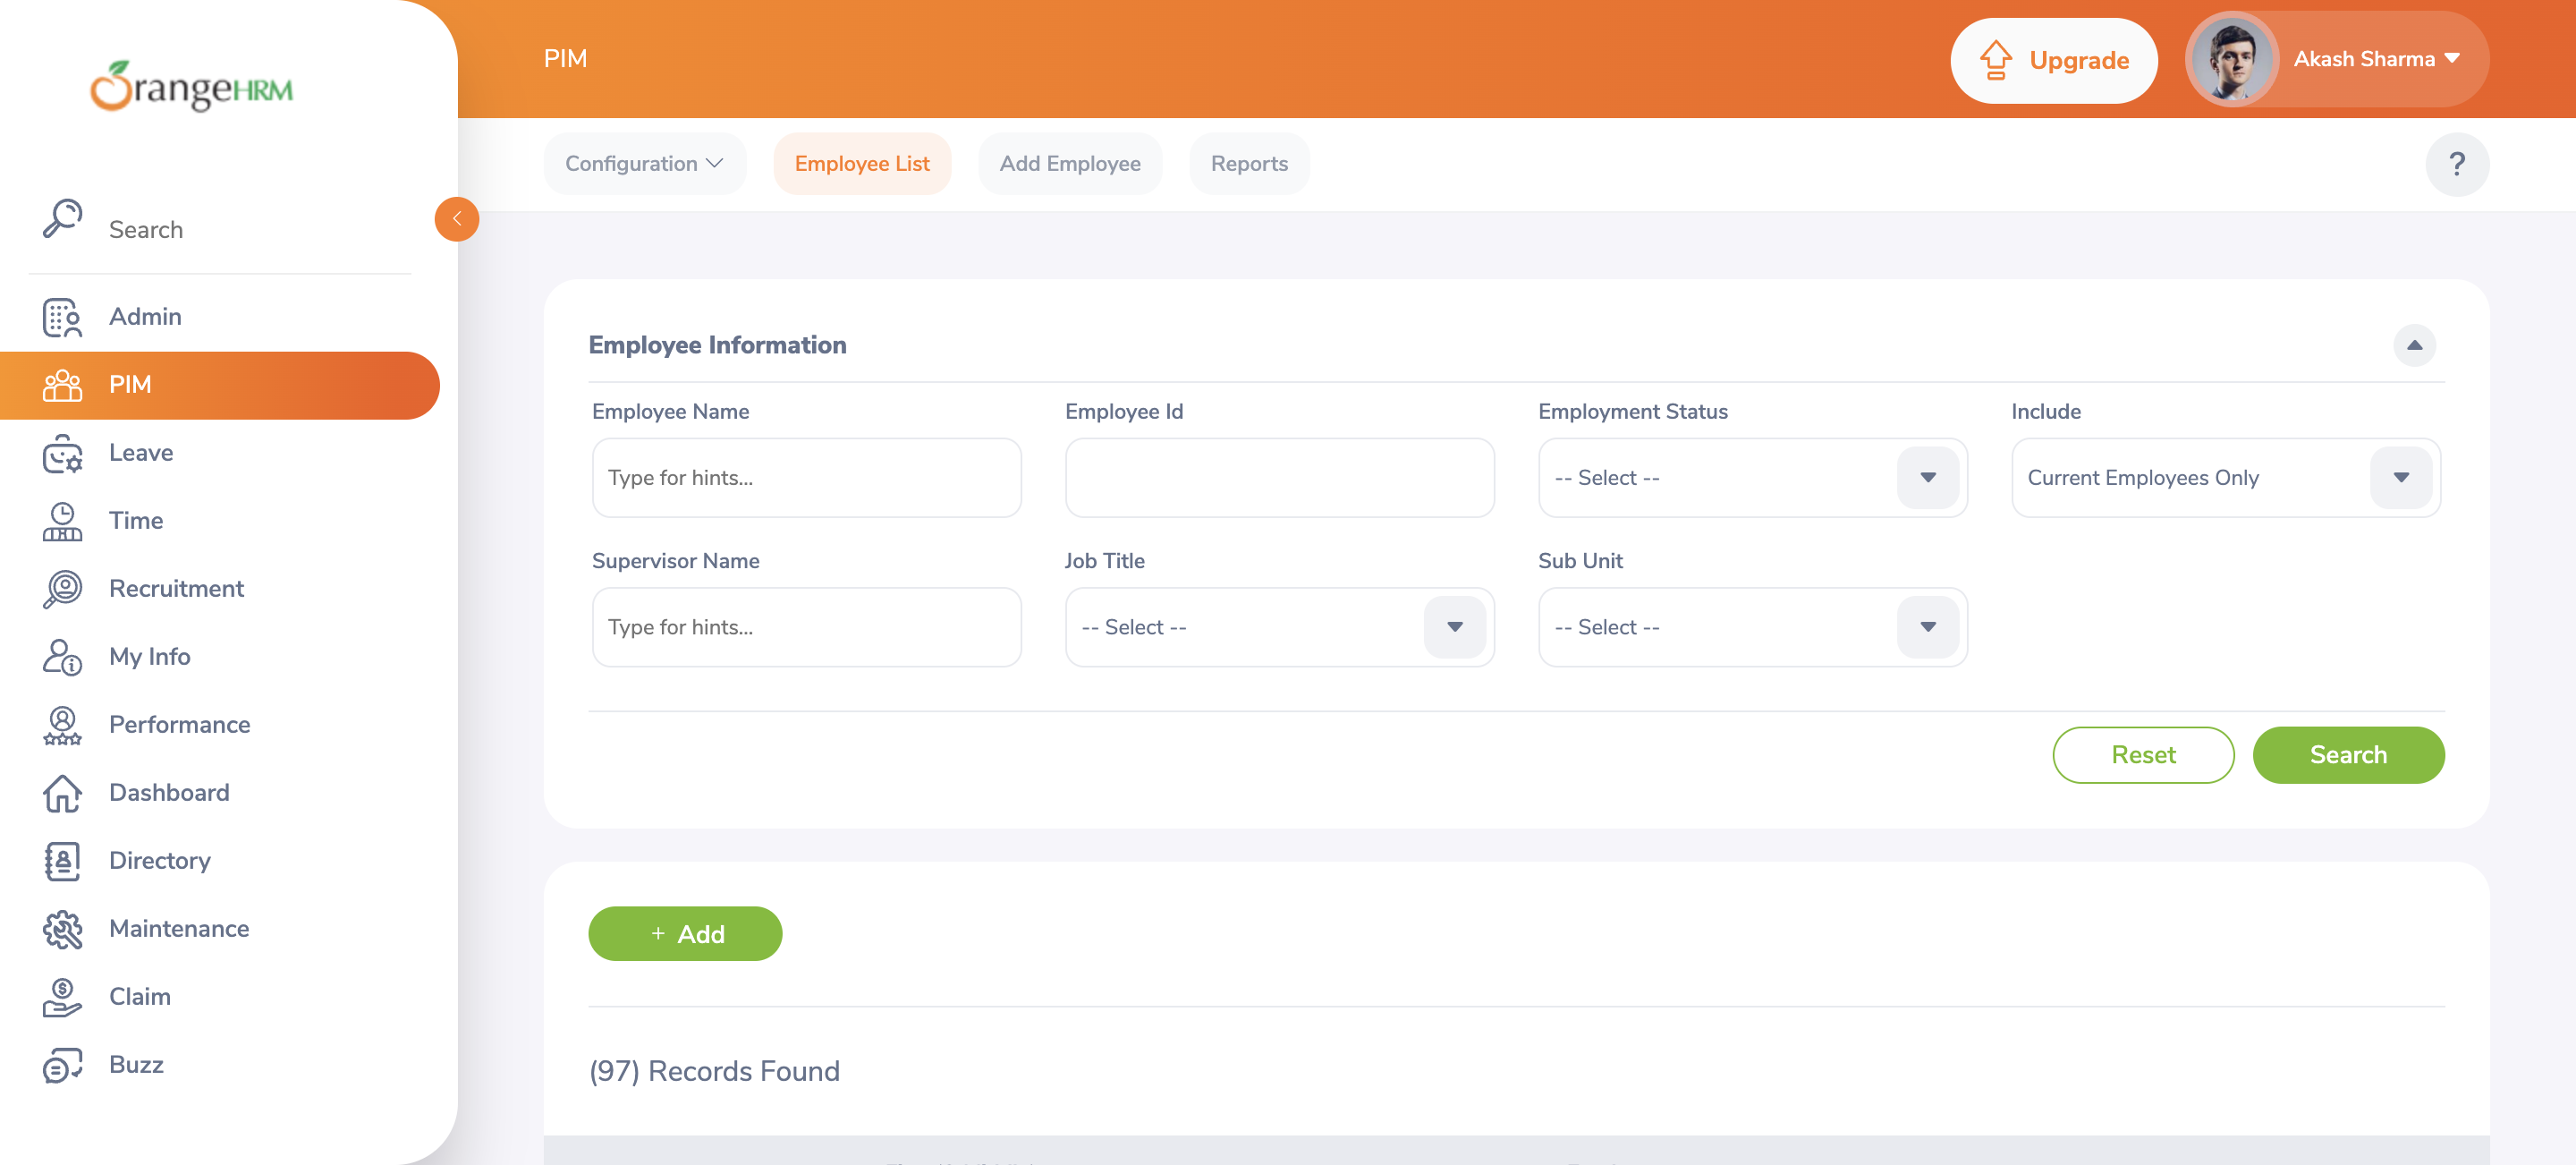 OrangeHRM
PIM
Upgrade
Akash Sharma
Configuration
Employee List
Add Employee
Reports
?
Search
Admin
PIM
Leave
Time
Recruitment
My Info
Performance
Dashboard
Directory
Maintenance
Claim
Buzz
Employee Information
Employee Name
Employee Id
Employment Status
Include
Type for hints...
-- Select --
Current Employees Only
Supervisor Name
Job Title
Sub Unit
Type for hints...
-- Select --
-- Select --
Reset
Search
+ Add
(97) Records Found